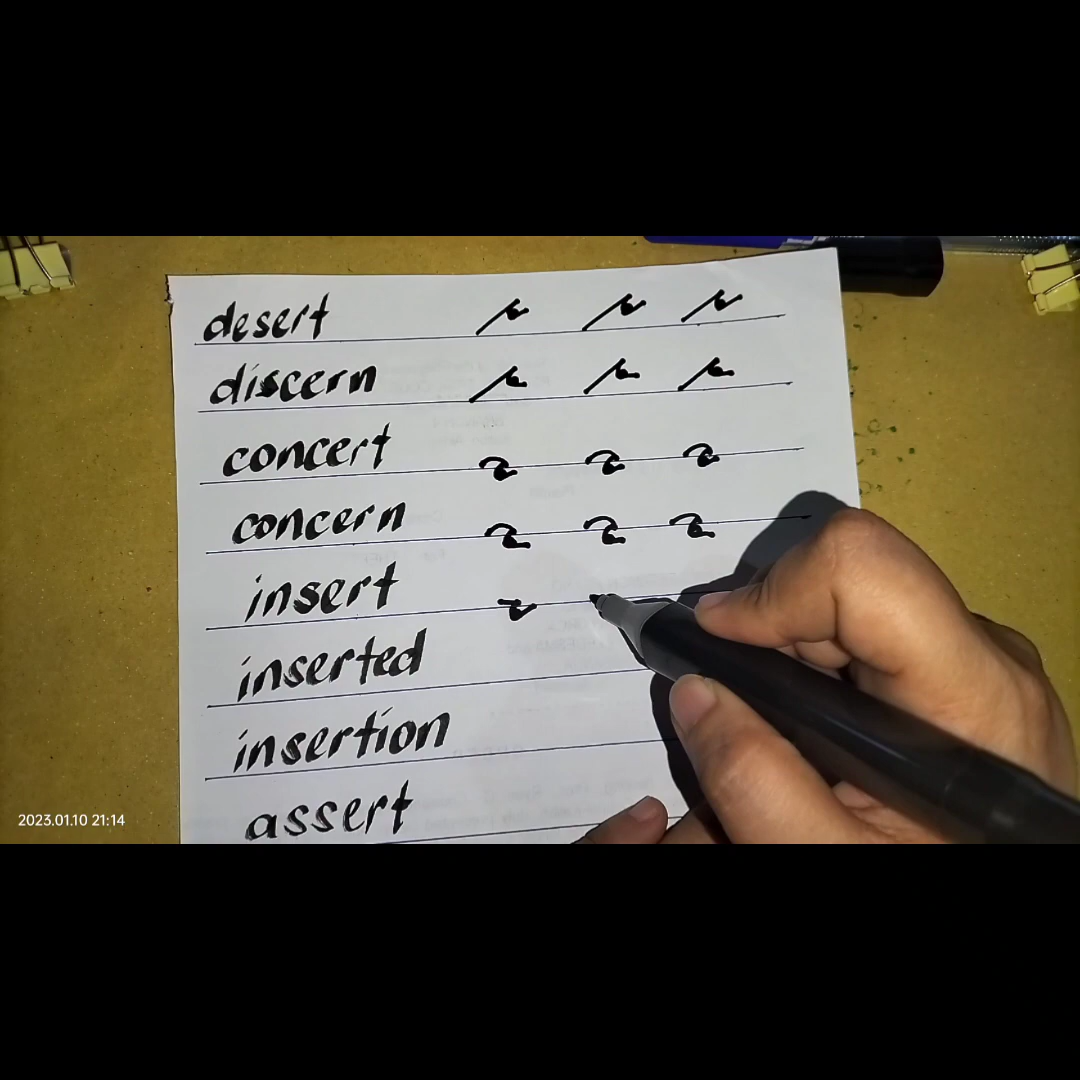 desert
discern
concert
concern
insert
inserted
insertion
assert
2023.01.10 21:14